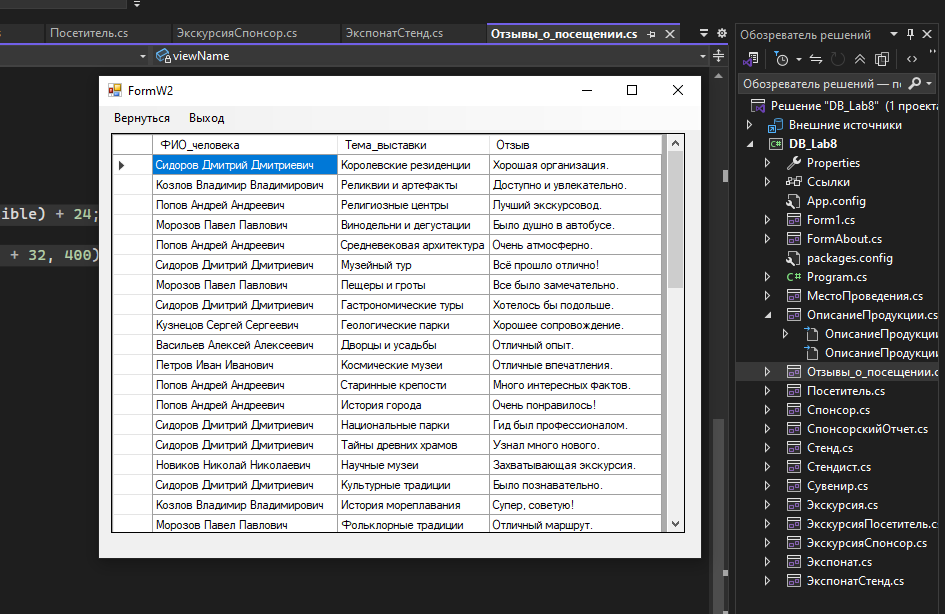 Посетитель.cs
ЭкскурсияСпонсор.cs
ЭкспонатСтенд.cs
Отзывы_о_посещении.cs
viewName
ible) + 24;
+ 32, 400)
FormW2
Вернуться Выход
ФИО_человека Тема_выставки Отзыв
Сидоров Дмитрий Дмитриевич Королевские резиденции Хорошая организация.
Козлов Владимир Владимирович Реликвии и артефакты Доступно и увлекательно.
Попов Андрей Андреевич Религиозные центры Лучший экскурсовод.
Морозов Павел Павлович Винодельни и дегустации Было душно в автобусе.
Попов Андрей Андреевич Средневековая архитектура Очень атмосферно.
Сидоров Дмитрий Дмитриевич Музейный тур Всё прошло отлично!
Морозов Павел Павлович Пещеры и гроты Все было замечательно.
Сидоров Дмитрий Дмитриевич Гастрономические туры Хотелось бы подольше.
Кузнецов Сергей Сергеевич Геологические парки Хорошее сопровождение.
Васильев Алексей Алексеевич Дворцы и усадьбы Отличный опыт.
Петров Иван Иванович Космические музеи Отличные впечатления.
Попов Андрей Андреевич Старинные крепости Много интересных фактов.
Попов Андрей Андреевич История города Очень понравилось!
Сидоров Дмитрий Дмитриевич Национальные парки Гид был профессионалом.
Сидоров Дмитрий Дмитриевич Тайны древних храмов Узнал много нового.
Новиков Николай Николаевич Научные музеи Захватывающая экскурсия.
Сидоров Дмитрий Дмитриевич Культурные традиции Было познавательно.
Козлов Владимир Владимирович История мореплавания Супер, советую!
Морозов Павел Павлович Фольклорные традиции Отличный маршрут.
Обозреватель решений
Обозреватель решений — по
Решение "DB_Lab8" (1 проекта
Внешние источники
C# DB_Lab8
Properties
Ссылки
App.config
Form1.cs
FormAbout.cs
packages.config
C# Program.cs
МестоПроведения.cs
ОписаниеПродукции.cs
ОписаниеПродукции
ОписаниеПродукции
Отзывы_о_посещении.c
Посетитель.cs
Спонсор.cs
СпонсорскийОтчет.cs
Стенд.cs
Стендист.cs
Сувенир.cs
Экскурсия.cs
ЭкскурсияПосетитель.c
ЭкскурсияСпонсор.cs
Экспонат.cs
ЭкспонатСтенд.cs